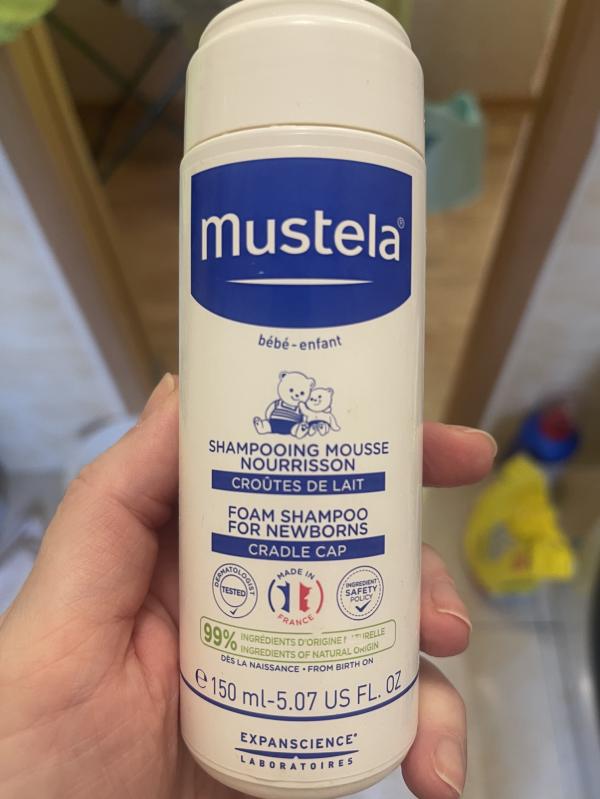 mustela®
bébé-enfant
SHAMPOOING MOUSSE
NOURRISSON
CROÛTES DE LAIT
FOAM SHAMPOO
FOR NEWBORNS
CRADLE CAP
DERMATOLOGIST
TESTED
MADE IN
FRANCE
INGREDIENT
SAFETY
POLICY
99% INGRÉDIENTS D'ORIGINE
INGREDIENTS OF NATURAL ORIGIN
DÈS LA NAISSANCE • FROM BIRTH ON
℮ 150 ml-5.07 US FL. OZ
EXPANSCIENCE®
LABORATOIRES